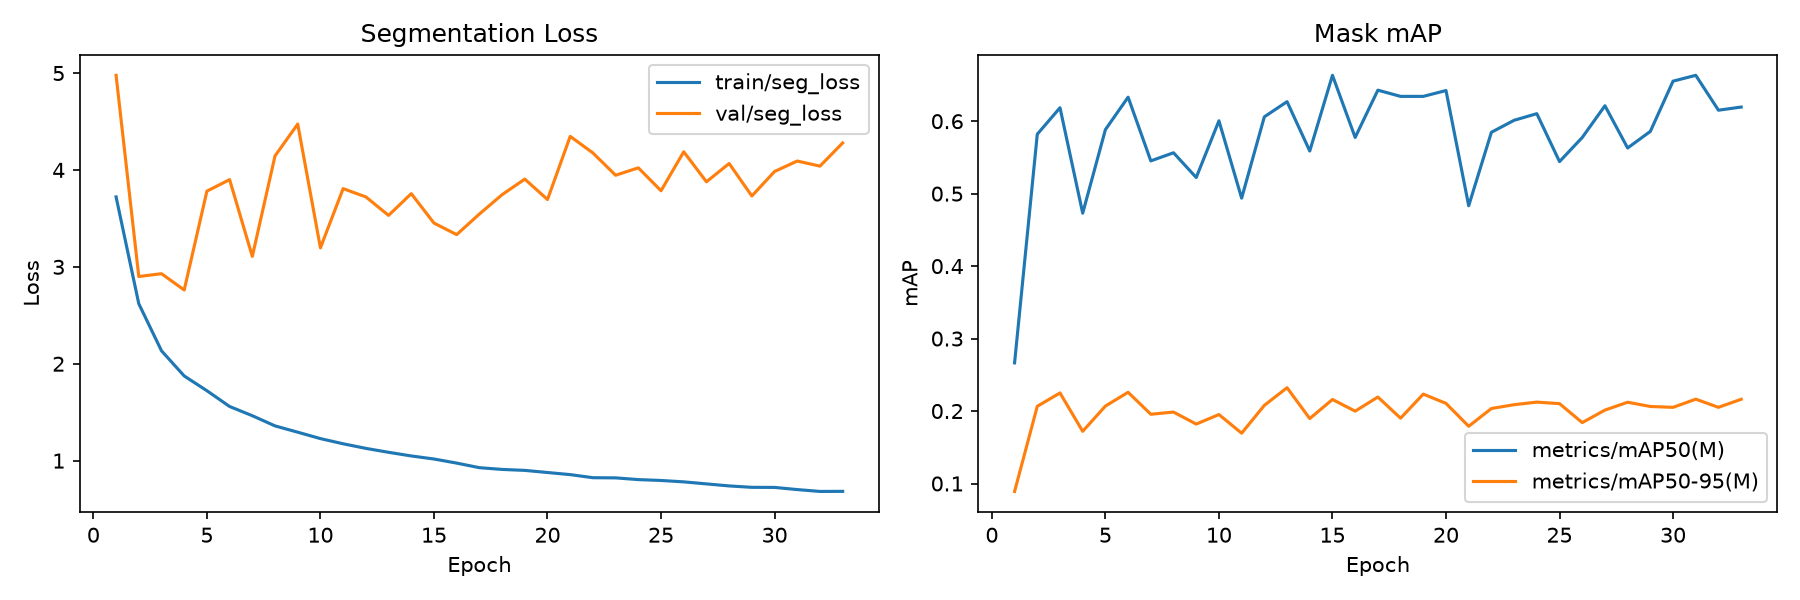 Segmentation Loss
5
4
3
2
1
Loss
train/seg_loss
val/seg_loss
0
5
10
15
20
25
30
Epoch
Mask mAP
0.6
0.5
0.4
0.3
0.2
0.1
mAP
metrics/mAP50(M)
metrics/mAP50-95(M)
0
5
10
15
20
25
30
Epoch